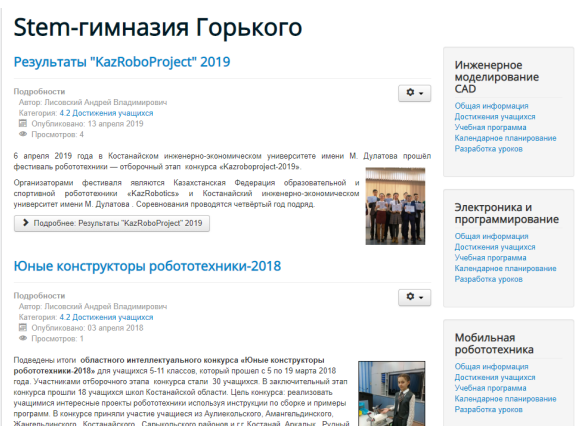 Stem-гимназия Горького
Результаты "KazRoboProject" 2019
Подробности
Автор: Лисовский Андрей Владимирович
Категория: 4.2 Достижения учащихся
Опубликовано: 13 апреля 2019
Просмотров: 4
6 апреля 2019 года в Костанайском инженерно-экономическом университете имени М. Дулатова прошёл
фестиваль робототехники — отборочный этап конкурса «Kazroboproject-2019».
Организаторами фестиваля являются Казахстанская Федерация образовательной и
спортивной робототехники «KazRobotics» и Костанайский инженерно-экономический
университет имени М. Дулатова . Соревнования проводятся четвёртый год подряд.
Подробнее: Результаты "KazRoboProject" 2019
Юные конструкторы робототехники-2018
Подробности
Автор: Лисовский Андрей Владимирович
Категория: 4.2 Достижения учащихся
Опубликовано: 03 апреля 2018
Просмотров: 1
Подведены итоги областного интеллектуального конкурса «Юные конструкторы
робототехники-2018» для учащихся 5-11 классов, который прошел с 5 по 19 марта 2018
года. Участниками отборочного этапа конкурса стали 30 учащихся. В заключительный этап
конкурса прошли 18 учащихся школ Костанайской области. Цель конкурса: реализовать
учащимися интересные проекты робототехники используя инструкции по сборке и примеры
программ. В конкурсе приняли участие учащиеся из Аулиекольского, Амангельдинского,
Жангельдинского, Костанайского, Сарыкольского районов и г.г. Костанай, Аркалык, Рудный,
Инженерное
моделирование
CAD
Общая информация
Достижения учащихся
Учебная программа
Календарное планирование
Разработка уроков
Электроника и
программирование
Общая информация
Достижения учащихся
Учебная программа
Календарное планирование
Разработка уроков
Мобильная
робототехника
Общая информация
Достижения учащихся
Учебная программа
Календарное планирование
Разработка уроков